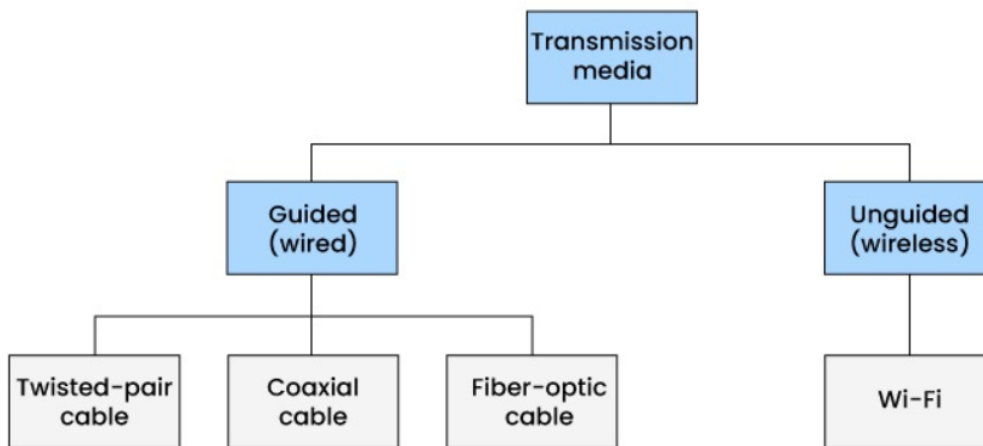 Transmission
media
Guided
(wired)
Unguided
(wireless)
Twisted-pair
cable
Coaxial
cable
Fiber-optic
cable
Wi-Fi